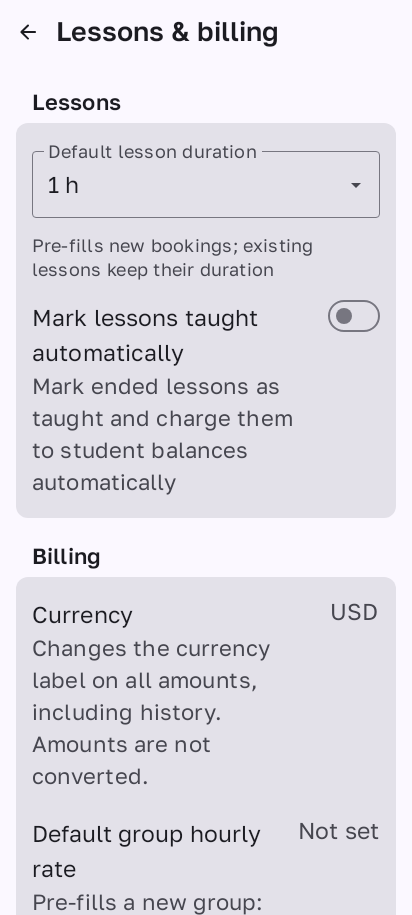 Lessons & billing
Lessons
Default lesson duration
1 h
Pre-fills new bookings; existing
lessons keep their duration
Mark lessons taught
automatically
Mark ended lessons as
taught and charge them
to student balances
automatically
Billing
Currency
USD
Changes the currency
label on all amounts,
including history.
Amounts are not
converted.
Default group hourly
rate
Not set
Pre-fills a new group: